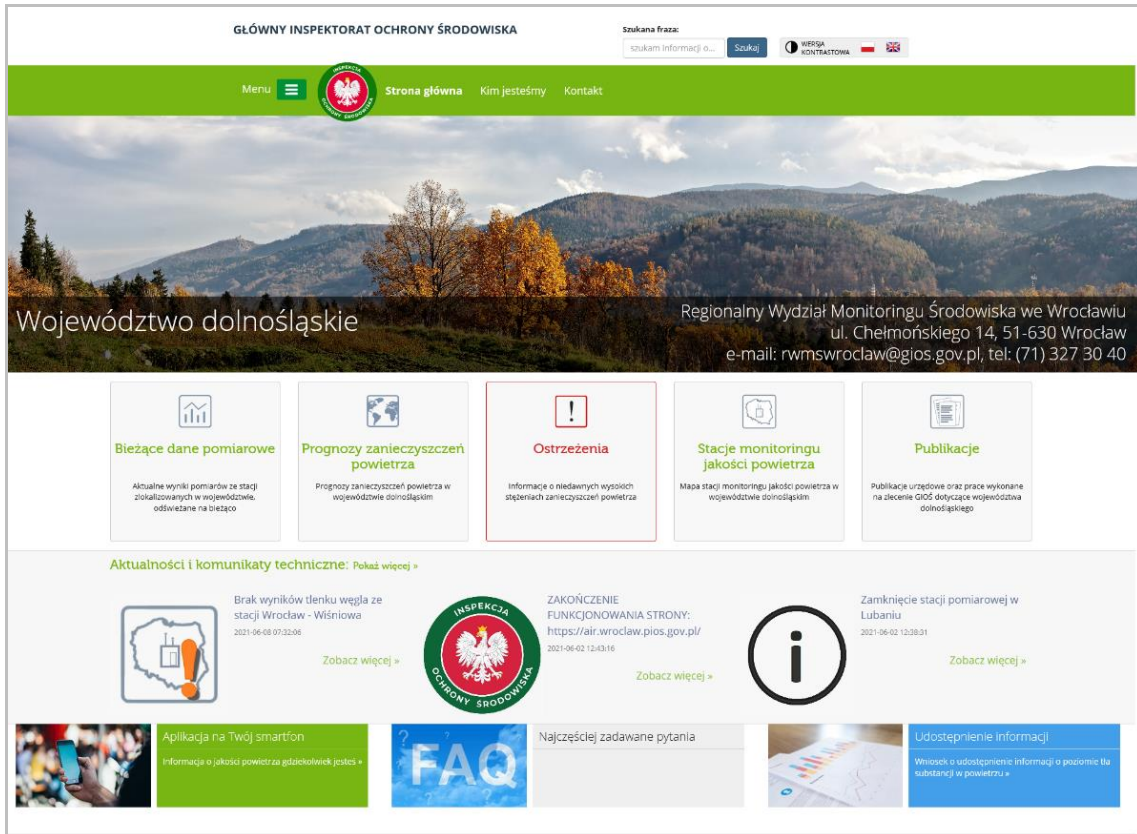 GŁÓWNY INSPEKTORAT OCHRONY ŚRODOWISKA
Szukana fraza:
szukam informacji o...
Szukaj
WERSJA
KONTRASTOWA
Menu
INSPEKCJA
OCHRONY ŚRODOWISKA
Strona główna
Kim jesteśmy
Kontakt
Województwo dolnośląskie
Regionalny Wydział Monitoringu Środowiska we Wrocławiu
ul. Chełmońskiego 14, 51-630 Wrocław
e-mail: rwmswroclaw@gios.gov.pl, tel: (71) 327 30 40
Bieżące dane pomiarowe
Aktualne wyniki pomiarów ze stacji
zlokalizowanych w województwie,
odświeżane na bieżąco
Prognozy zanieczyszczeń
powietrza
Prognozy zanieczyszczeń powietrza w
województwie dolnośląskim
!
Ostrzeżenia
Informacje o niedawnych wysokich
stężeniach zanieczyszczeń powietrza
Stacje monitoringu
jakości powietrza
Mapa stacji monitoringu jakości powietrza w
województwie dolnośląskim
Publikacje
Publikacje urzędowe oraz prace wykonane
na zlecenie GIOŚ dotyczące województwa
dolnośląskiego
Aktualności i komunikaty techniczne: Pokaż więcej »
Brak wyników tlenku węgla ze
stacji Wrocław - Wiśniowa
2021-06-08 07:32:06
Zobacz więcej »
INSPEKCJA
OCHRONY ŚRODOWISKA
ZAKOŃCZENIE
FUNKCJONOWANIA STRONY:
https://air.wroclaw.pios.gov.pl/
2021-06-02 12:43:16
Zobacz więcej »
i
Zamknięcie stacji pomiarowej w
Lubaniu
2021-06-02 12:38:31
Zobacz więcej »
Aplikacja na Twój smartfon
Informacja o jakości powietrza gdziekolwiek jesteś »
FAQ
Najczęściej zadawane pytania
Udostępnienie informacji
Wniosek o udostępnienie informacji o poziomie tła
substancji w powietrzu »